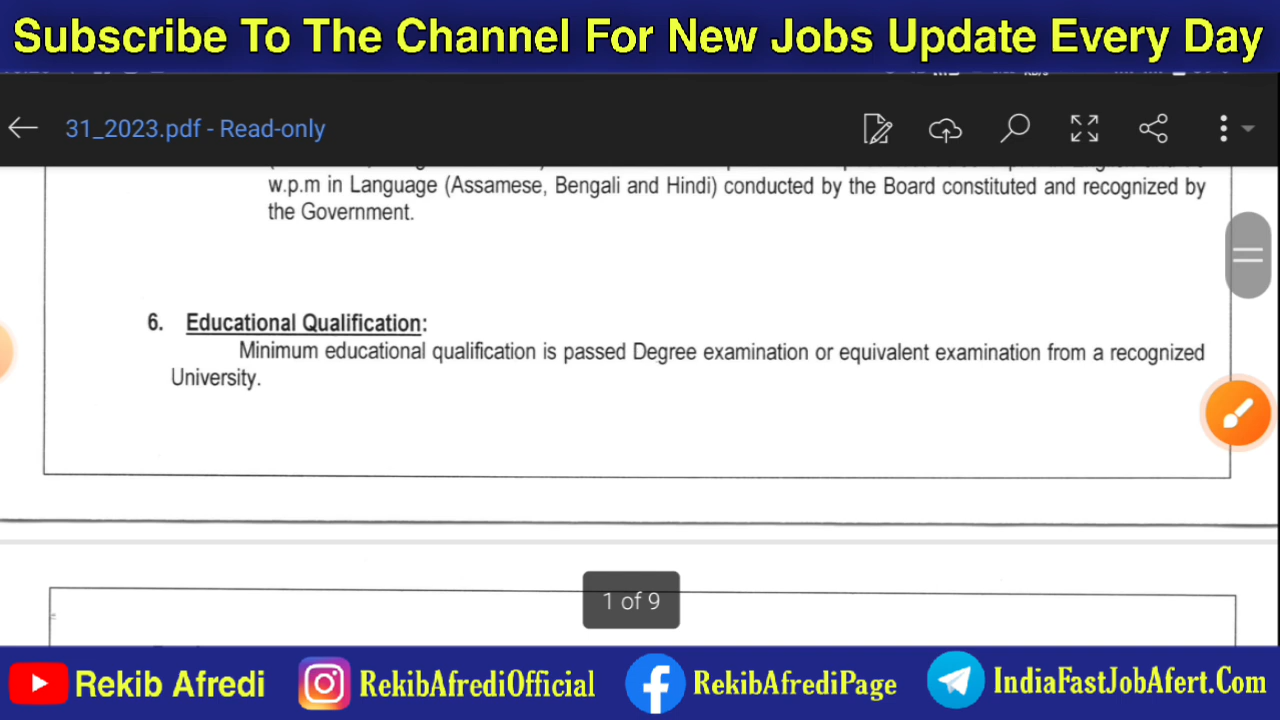 Subscribe To The Channel For New Jobs Update Every Day
31_2023.pdf - Read-only
w.p.m in Language (Assamese, Bengali and Hindi) conducted by the Board constituted and recognized by
the Government.
6. Educational Qualification:
Minimum educational qualification is passed Degree examination or equivalent examination from a recognized
University.
1 of 9
Rekib Afredi RekibAfrediOfficial RekibAfrediPage IndiaFastJobAfert.Com